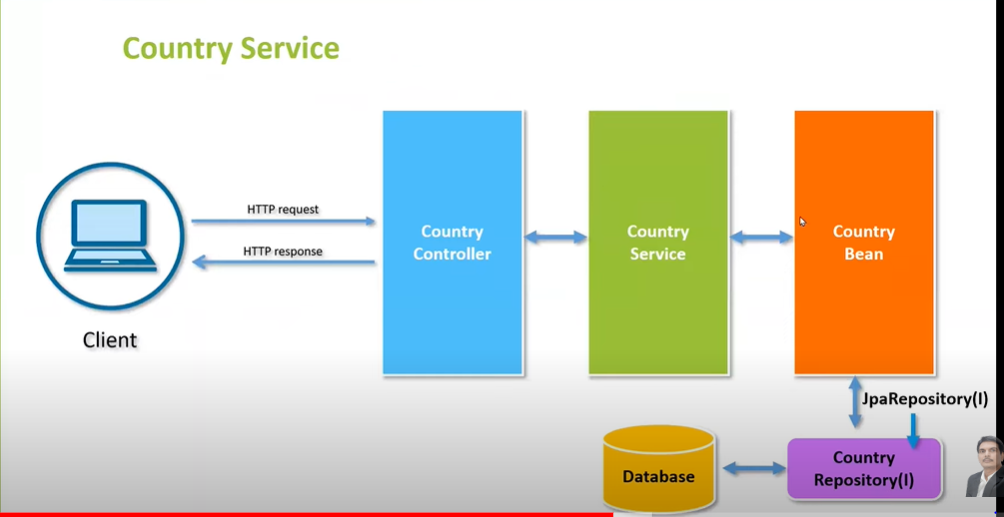 Country Service
HTTP request
HTTP response
Client
Country
Controller
Country
Service
Country
Bean
JpaRepository(I)
Country
Repository(I)
Database